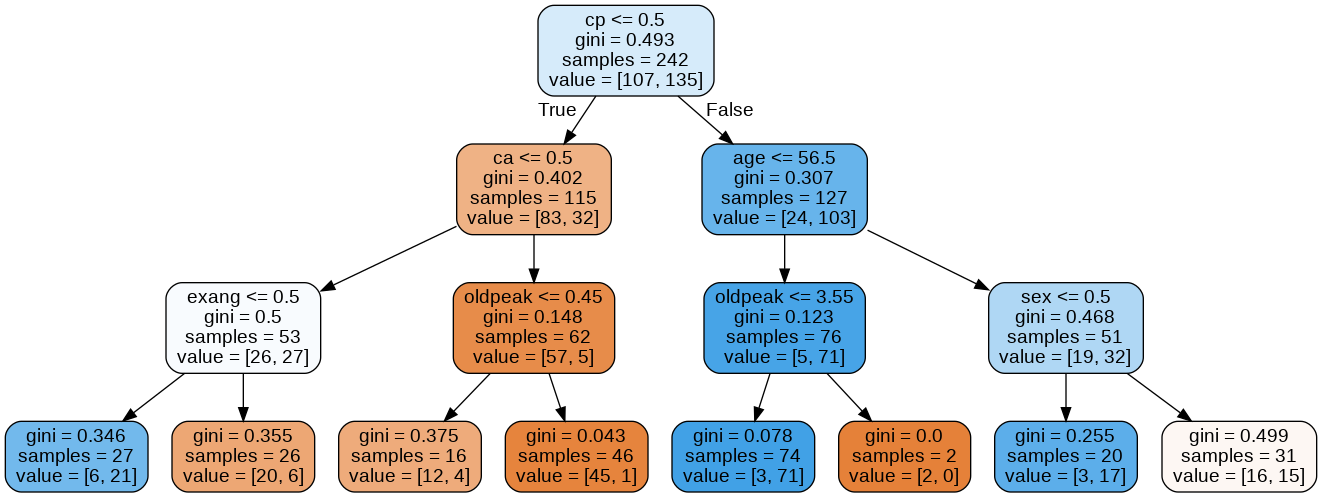 cp <= 0.5
gini = 0.493
samples = 242
value = [107, 135]
True
False
ca <= 0.5
gini = 0.402
samples = 115
value = [83, 32]
age <= 56.5
gini = 0.307
samples = 127
value = [24, 103]
exang <= 0.5
gini = 0.5
samples = 53
value = [26, 27]
oldpeak <= 0.45
gini = 0.148
samples = 62
value = [57, 5]
oldpeak <= 3.55
gini = 0.123
samples = 76
value = [5, 71]
sex <= 0.5
gini = 0.468
samples = 51
value = [19, 32]
gini = 0.346
samples = 27
value = [6, 21]
gini = 0.355
samples = 26
value = [20, 6]
gini = 0.375
samples = 16
value = [12, 4]
gini = 0.043
samples = 46
value = [45, 1]
gini = 0.078
samples = 74
value = [3, 71]
gini = 0.0
samples = 2
value = [2, 0]
gini = 0.255
samples = 20
value = [3, 17]
gini = 0.499
samples = 31
value = [16, 15]